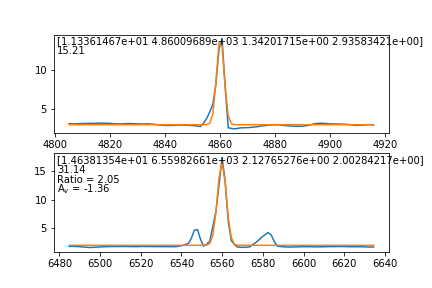 [1.13361467e+01 4.86009689e+03 1.34201715e+00 2.93583421e+00]
15.21
10
5
4800 4820 4840 4860 4880 4900 4920
[1.46381354e+01 6.55982661e+03 2.12765276e+00 2.00284217e+00]
31.14
Ratio = 2.05
Aᵥ = -1.36
15
10
5
6480 6500 6520 6540 6560 6580 6600 6620 6640